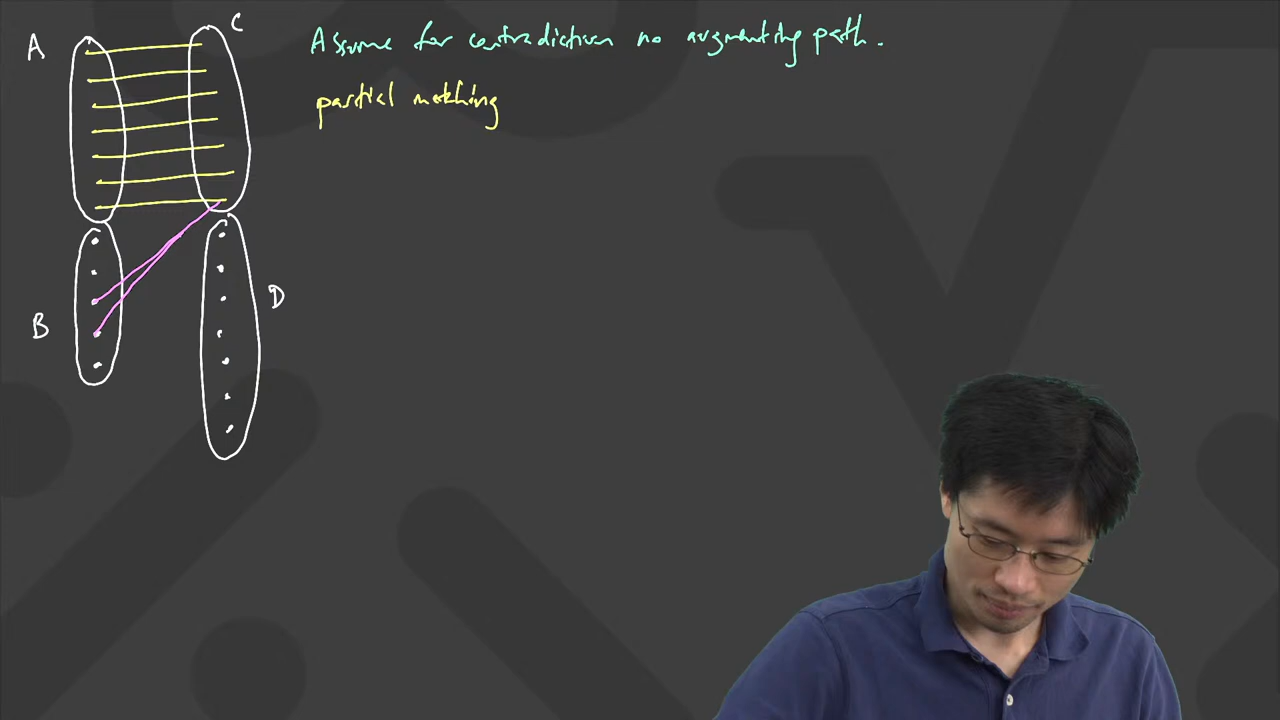 A
C
Assume for contradiction no augmenting path.
partial matching
B
D